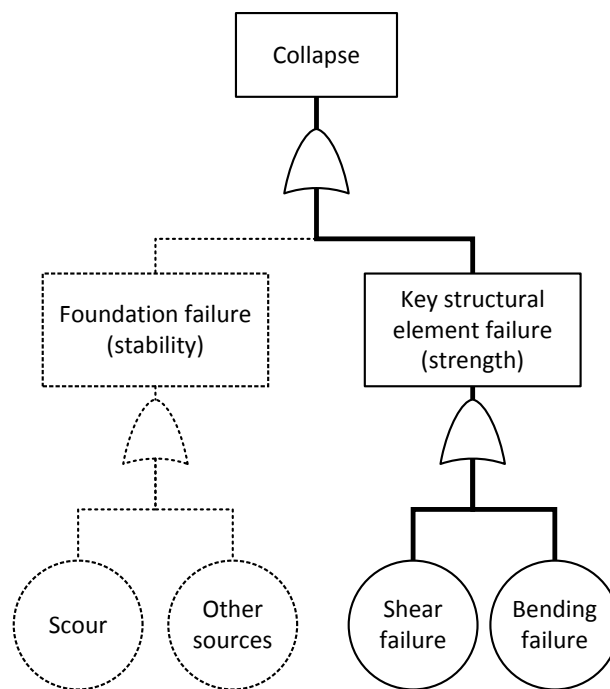 Collapse
Foundation failure
(stability)
Key structural
element failure
(strength)
Scour
Other
sources
Shear
failure
Bending
failure